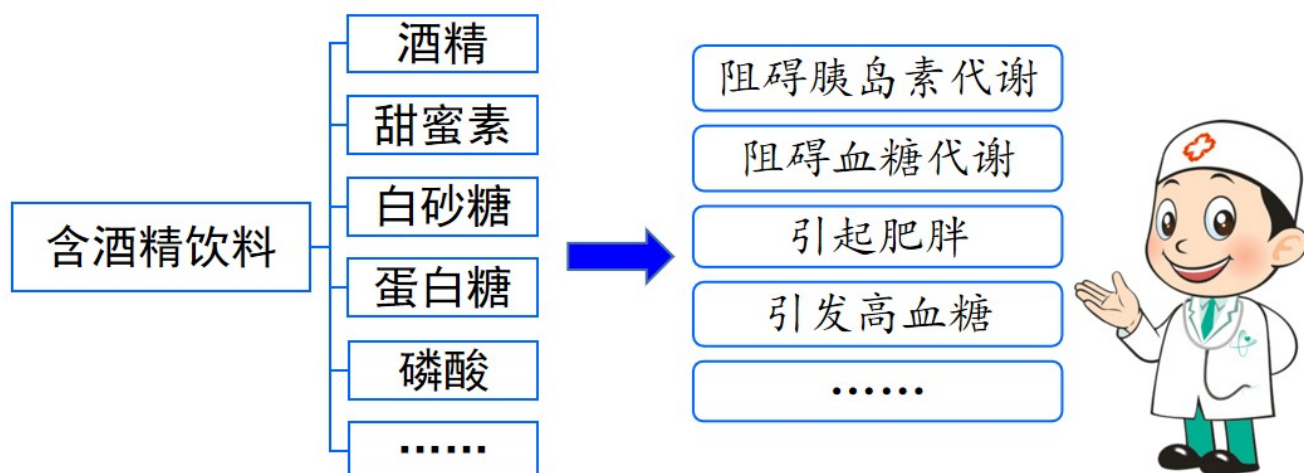 含酒精饮料
酒精
甜蜜素
白砂糖
蛋白糖
磷酸
……
阻碍胰岛素代谢
阻碍血糖代谢
引起肥胖
引发高血糖
……